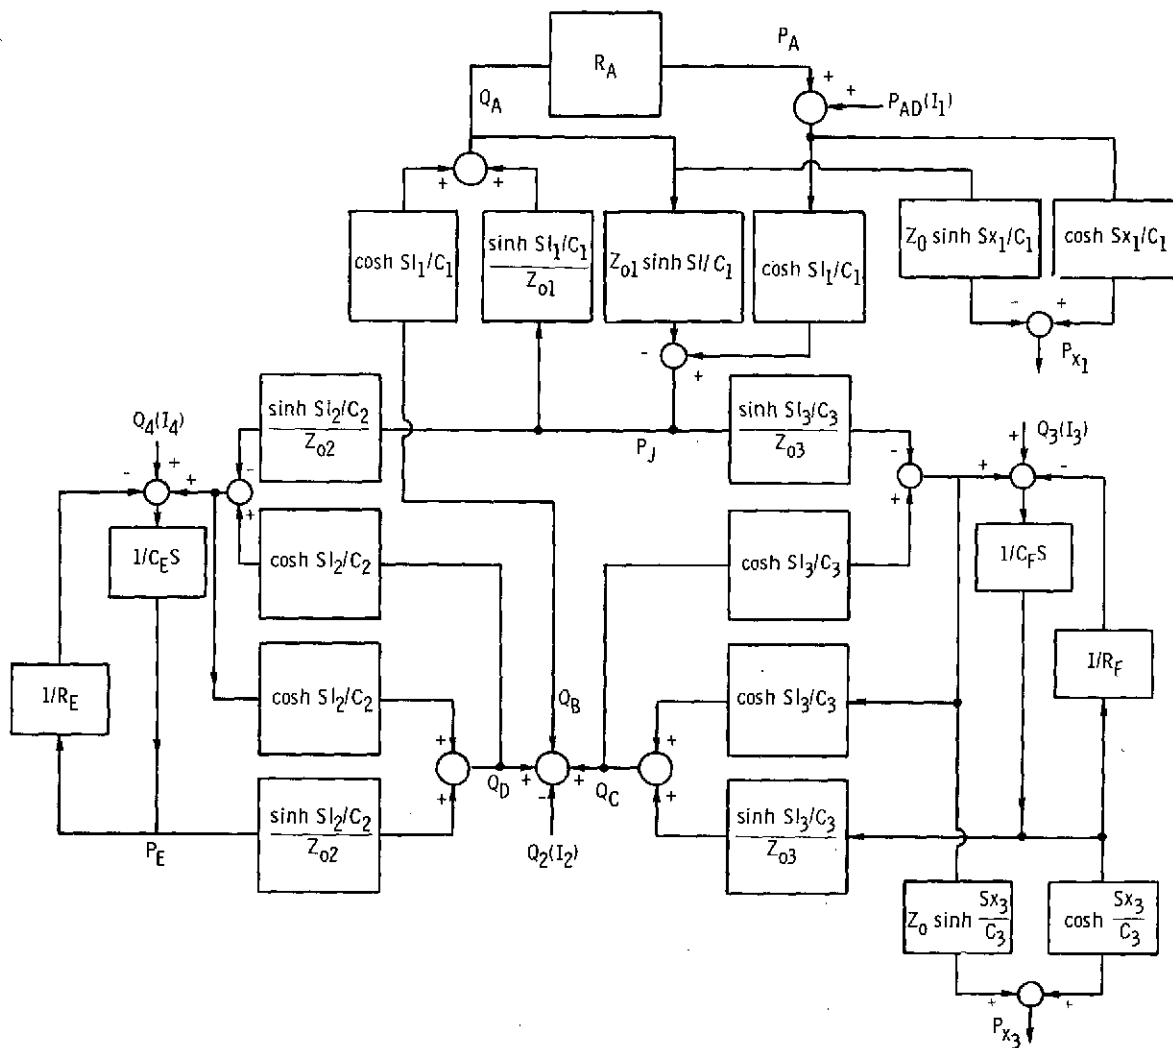 P_A
R_A
+ +
Q_A
P_AD(I_1)
+ +
cosh Sl_1/C_1
sinh Sl_1/C_1
Z_o1
Z_o1 sinh Sl/C_1
cosh Sl_1/C_1
Z_0 sinh Sx_1/C_1
cosh Sx_1/C_1
- +
P_x_1
- +
sinh Sl_2/C_2
Z_o2
P_J
sinh Sl_3/C_3
Z_o3
Q_4(I_4)
- + +
- +
Q_3(I_3)
- +
+ + -
1/C_E S
cosh Sl_2/C_2
cosh Sl_3/C_3
1/C_F S
1/R_E
cosh Sl_2/C_2
Q_B
cosh Sl_3/C_3
1/R_F
+ +
Q_D
+ - +
Q_C
+ +
sinh Sl_2/C_2
Z_o2
P_E
Q_2(I_2)
sinh Sl_3/C_3
Z_o3
Z_o sinh Sx_3/C_3
cosh Sx_3/C_3
+ +
P_x_3